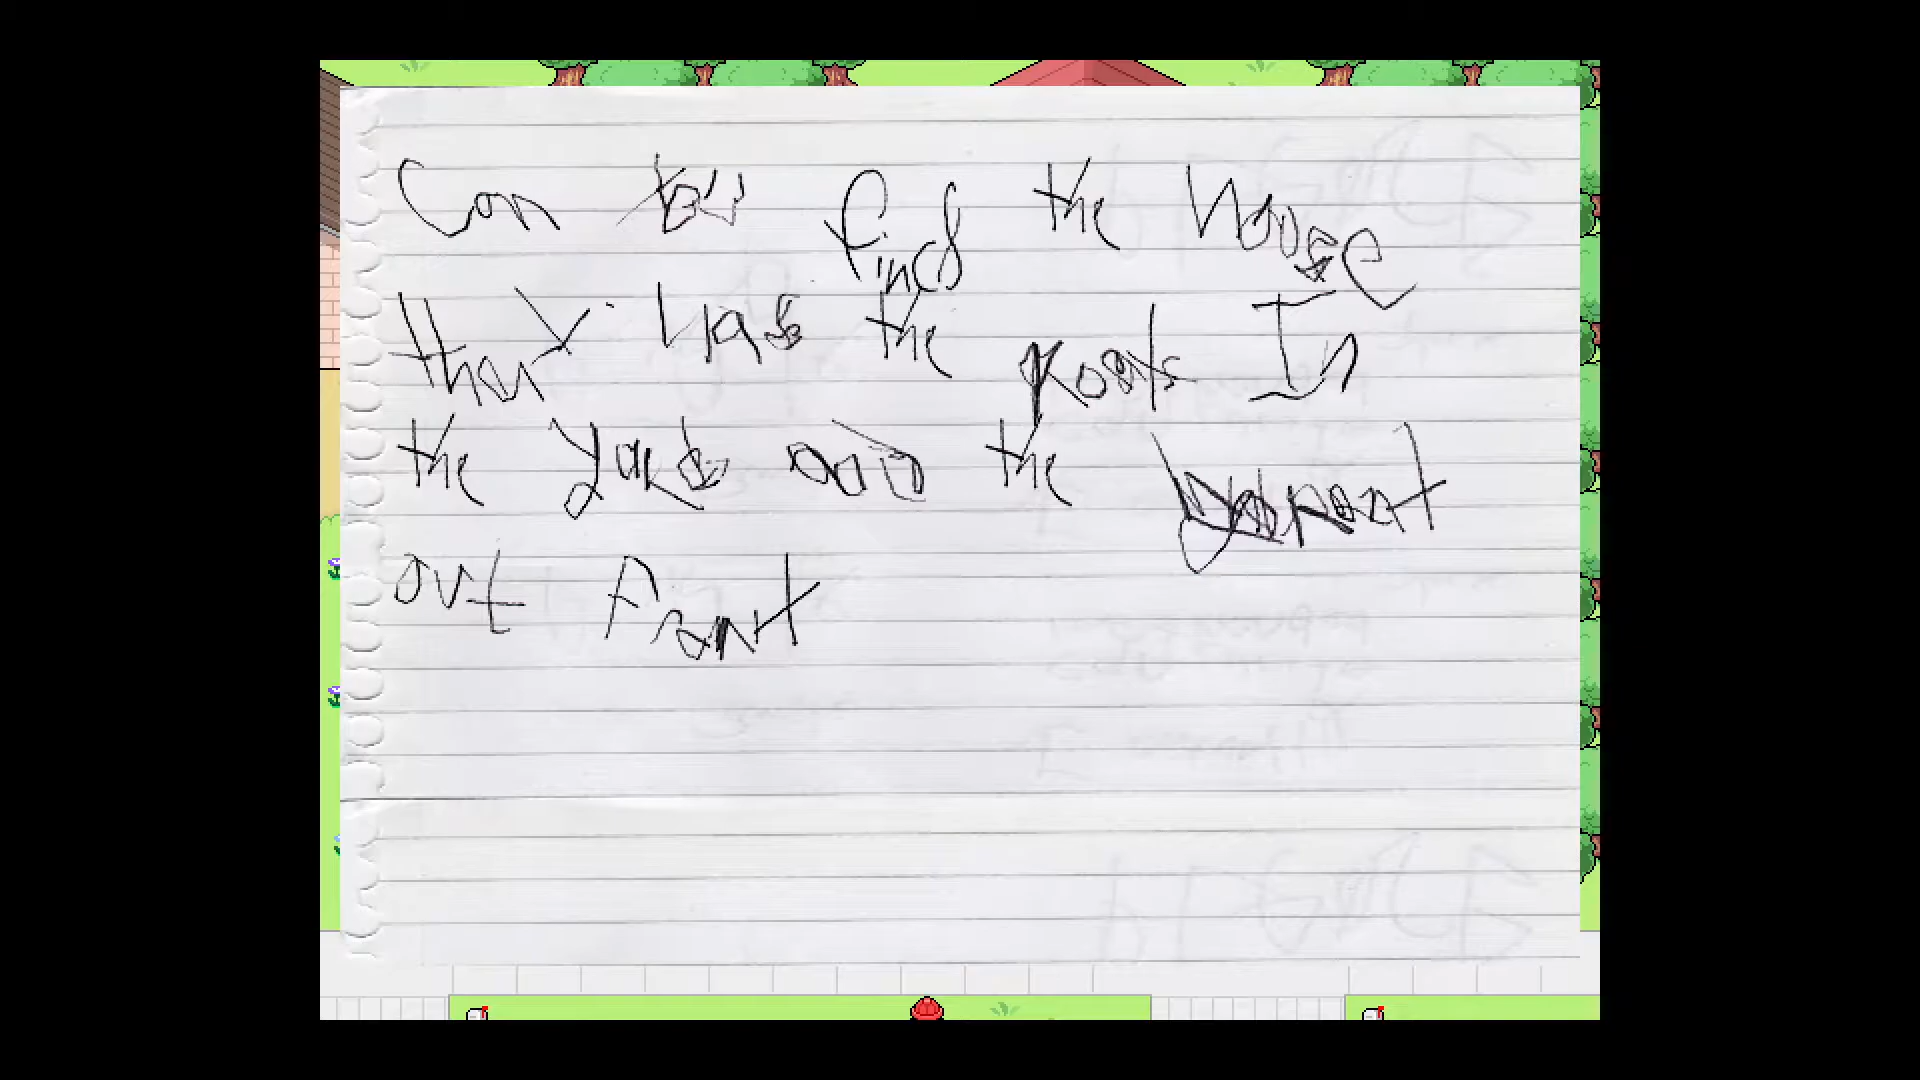 Can you find the house
that has the roots In
the yard and the
out front